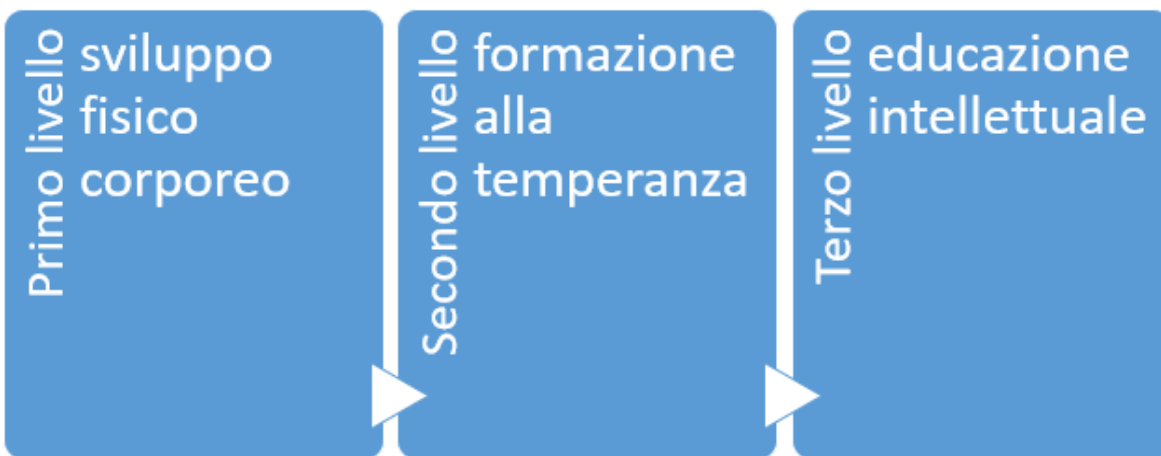 Primo livello
sviluppo
fisico
corporeo
Secondo livello
formazione
alla
temperanza
Terzo livello
educazione
intellettuale